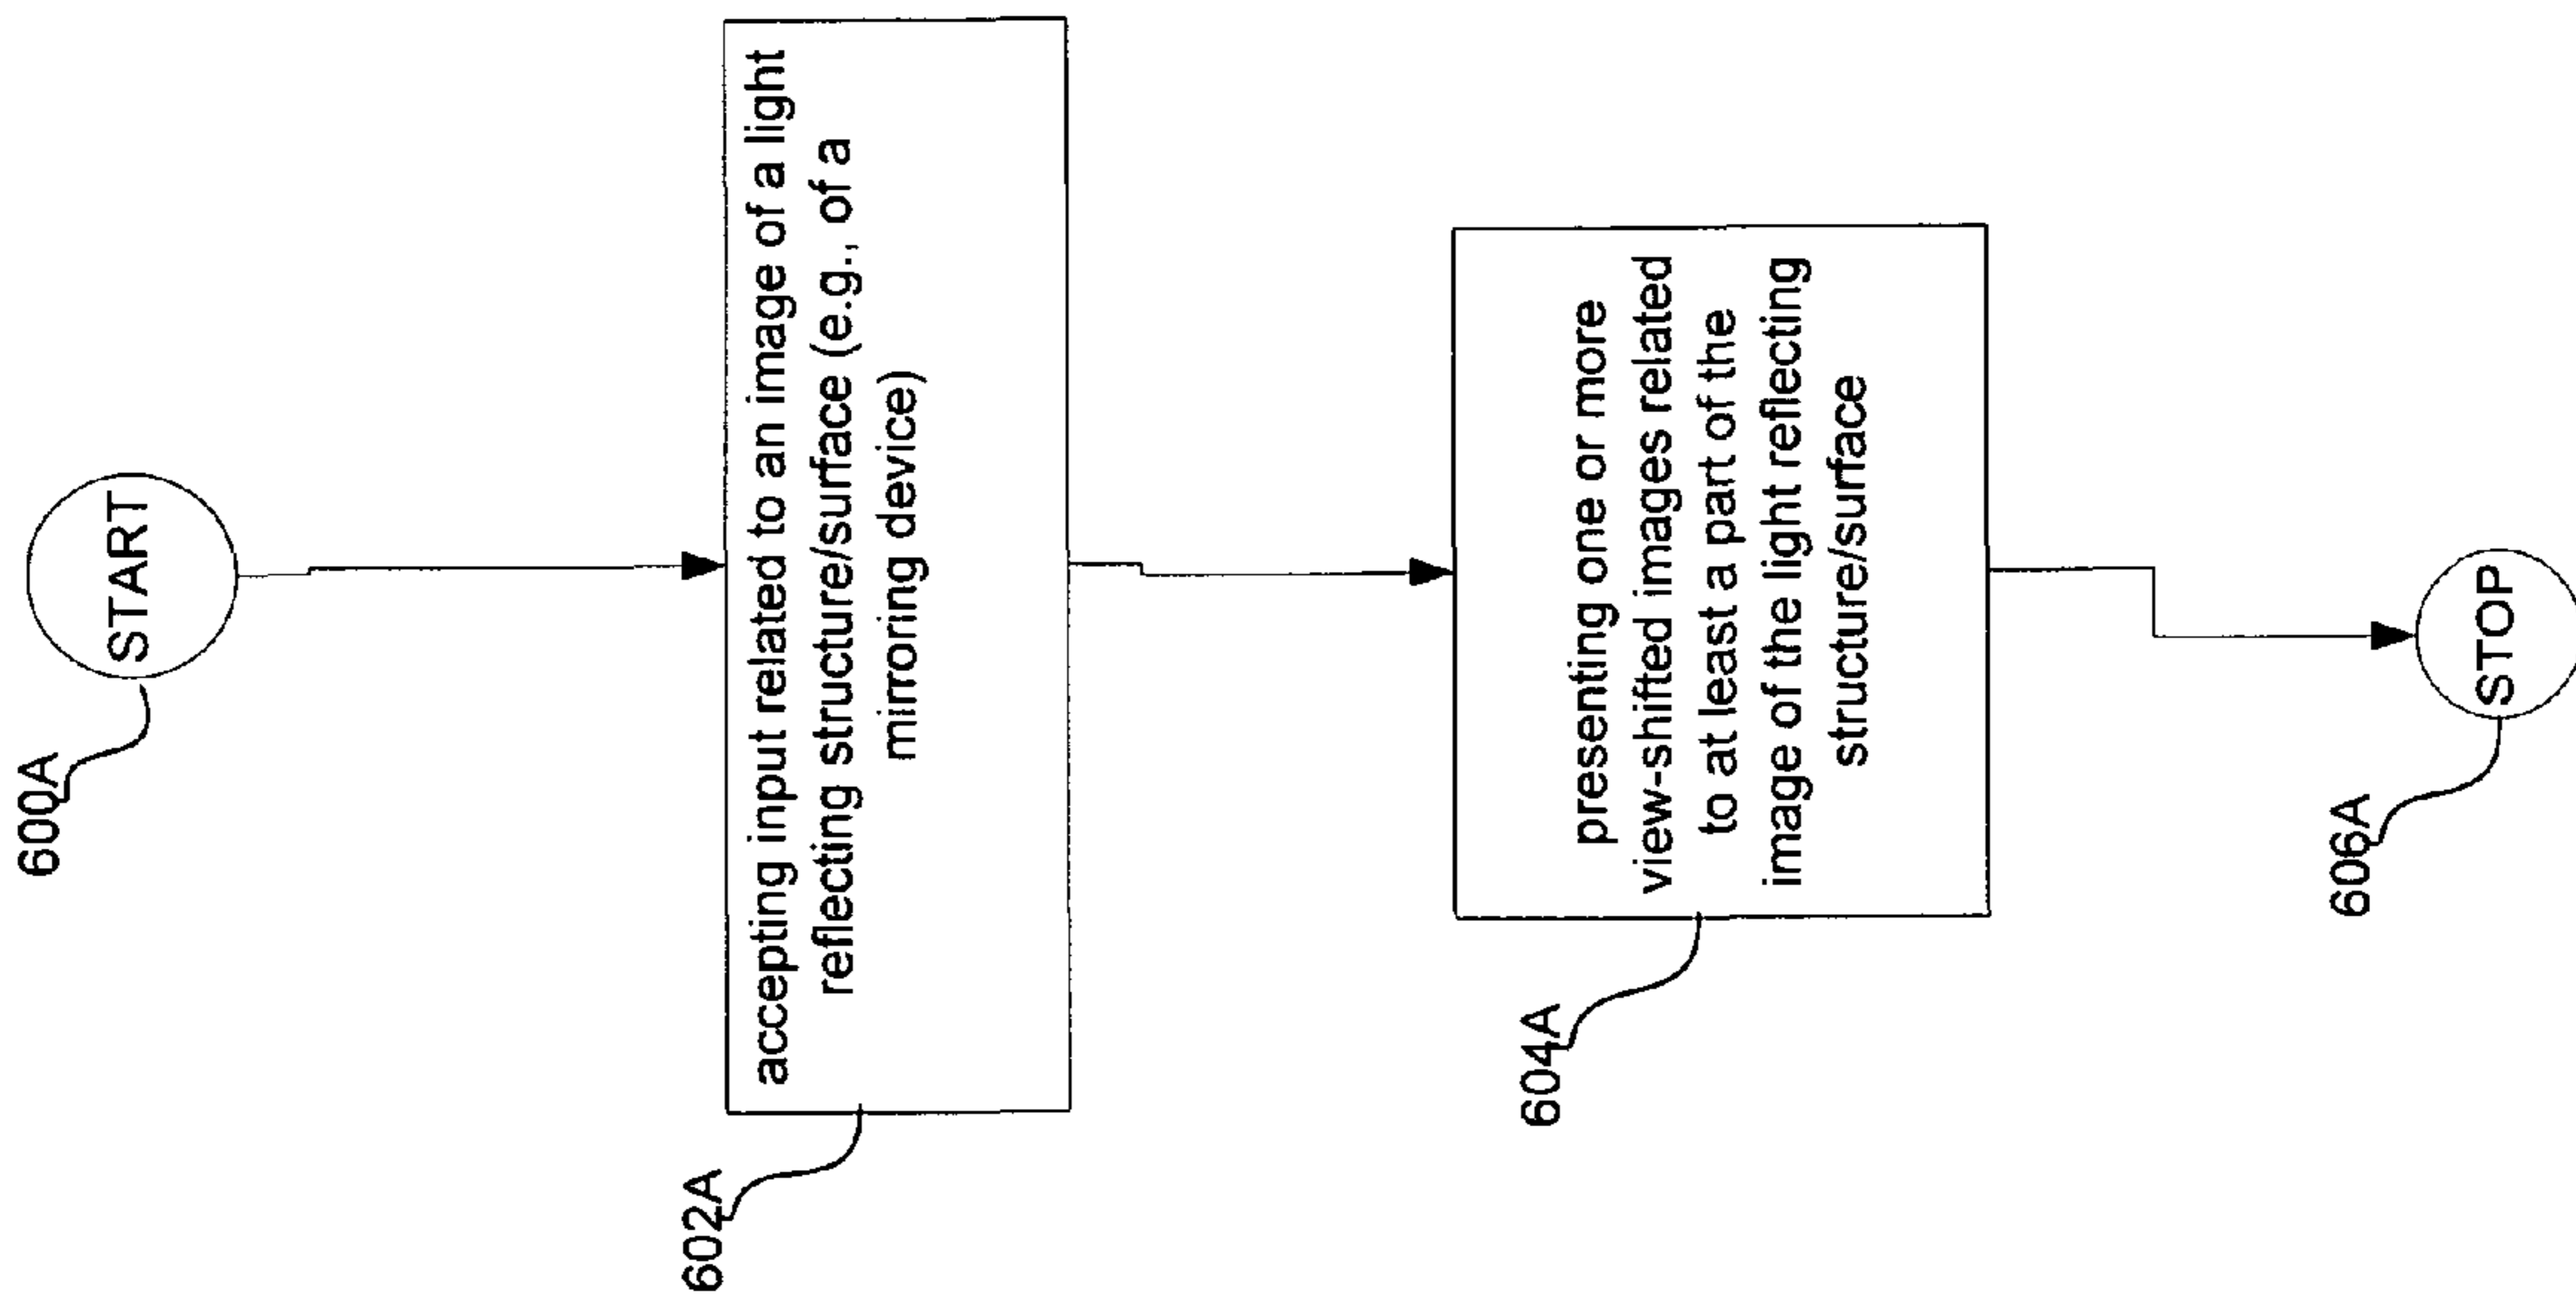 600A
START
602A
accepting input related to an image of a light
reflecting structure/surface (e.g., of a
mirroring device)
604A
presenting one or more
view-shifted images related
to at least a part of the
image of the light reflecting
structure/surface
606A
STOP